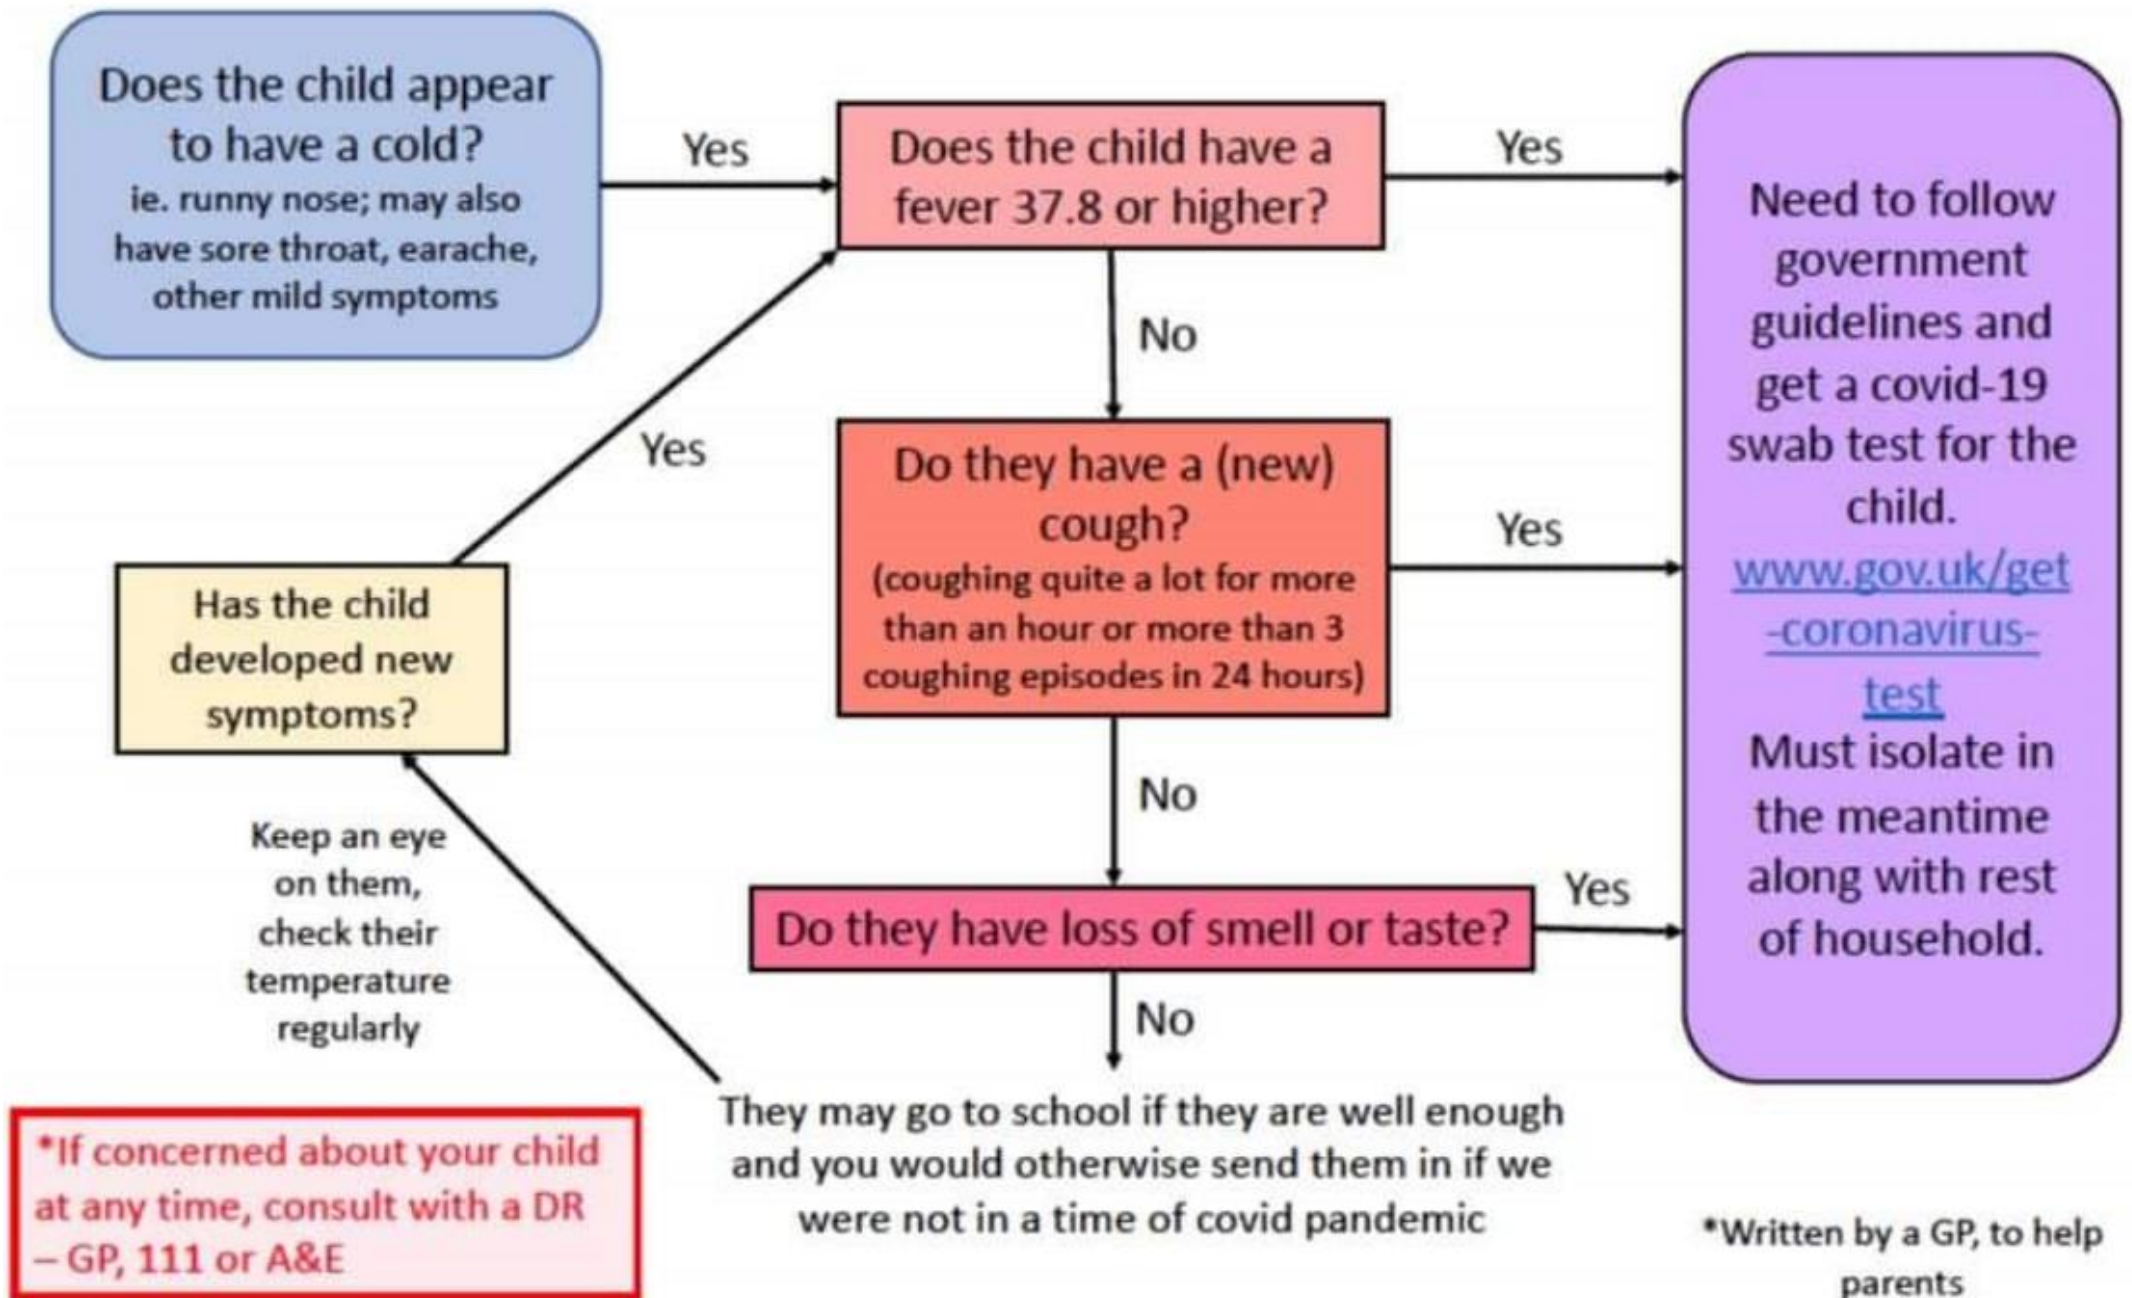 Does the child appear
to have a cold?
ie. runny nose; may also
have sore throat, earache,
other mild symptoms
Yes
Does the child have a
fever 37.8 or higher?
Yes
No
Yes
Do they have a (new)
cough?
(coughing quite a lot for more
than an hour or more than 3
coughing episodes in 24 hours)
Yes
No
Has the child
developed new
symptoms?
Keep an eye
on them,
check their
temperature
regularly
Do they have loss of smell or taste?
Yes
No
They may go to school if they are well enough
and you would otherwise send them in if we
were not in a time of covid pandemic
Need to follow
government
guidelines and
get a covid-19
swab test for the
child.
www.gov.uk/get
-coronavirus-
test
Must isolate in
the meantime
along with rest
of household.
*If concerned about your child
at any time, consult with a DR
– GP, 111 or A&E
*Written by a GP, to help
parents